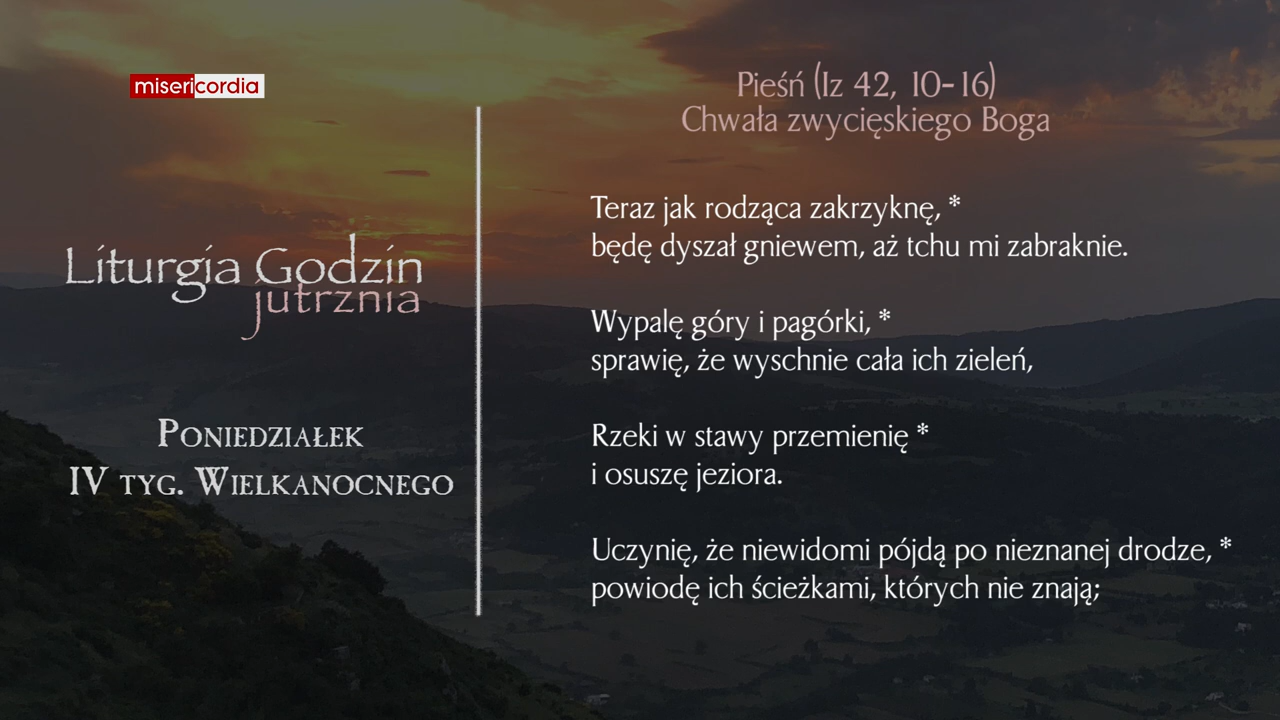 misericordia
Liturgia Godzin
jutrznia
Poniedziałek
IV tyg. Wielkanocnego
Pieśń (Iz 42, 10-16)
Chwała zwycięskiego Boga
Teraz jak rodząca zakrzyknę, *
będę dyszał gniewem, aż tchu mi zabraknie.
Wypalę góry i pagórki, *
sprawię, że wyschnie cała ich zieleń,
Rzeki w stawy przemienię *
i osuszę jeziora.
Uczynię, że niewidomi pójdą po nieznanej drodze, *
powiodę ich ścieżkami, których nie znają;